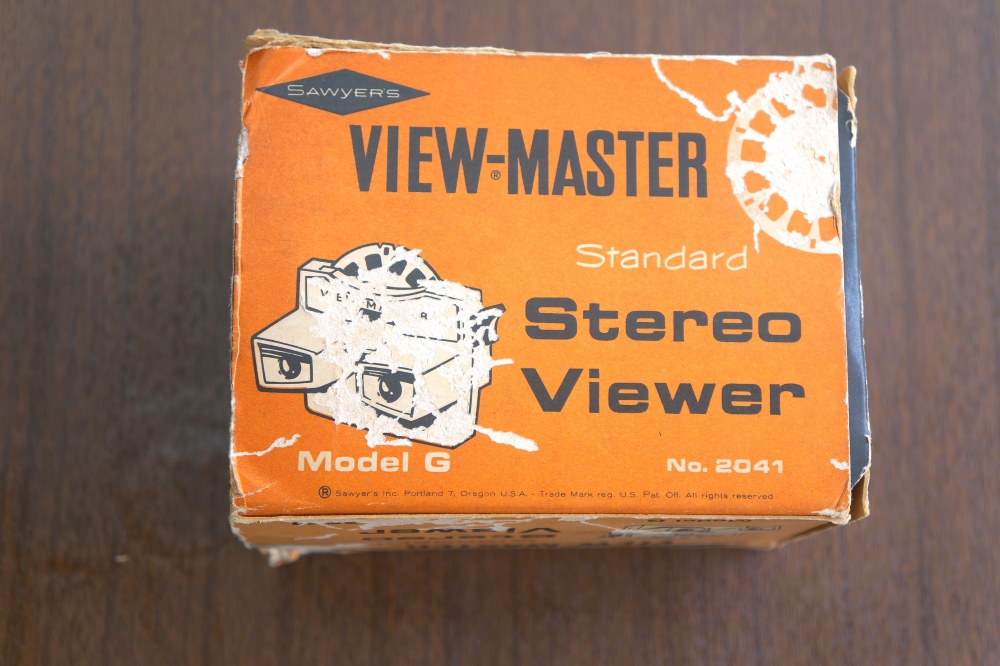 SAWYER'S
VIEW-MASTER
®
Standard
Stereo
Viewer
Model G
No. 2041
® Sawyer's Inc. Portland 7, Oregon U.S.A. - Trade Mark reg. U.S. Pat. Off. All rights reserved
Viewer